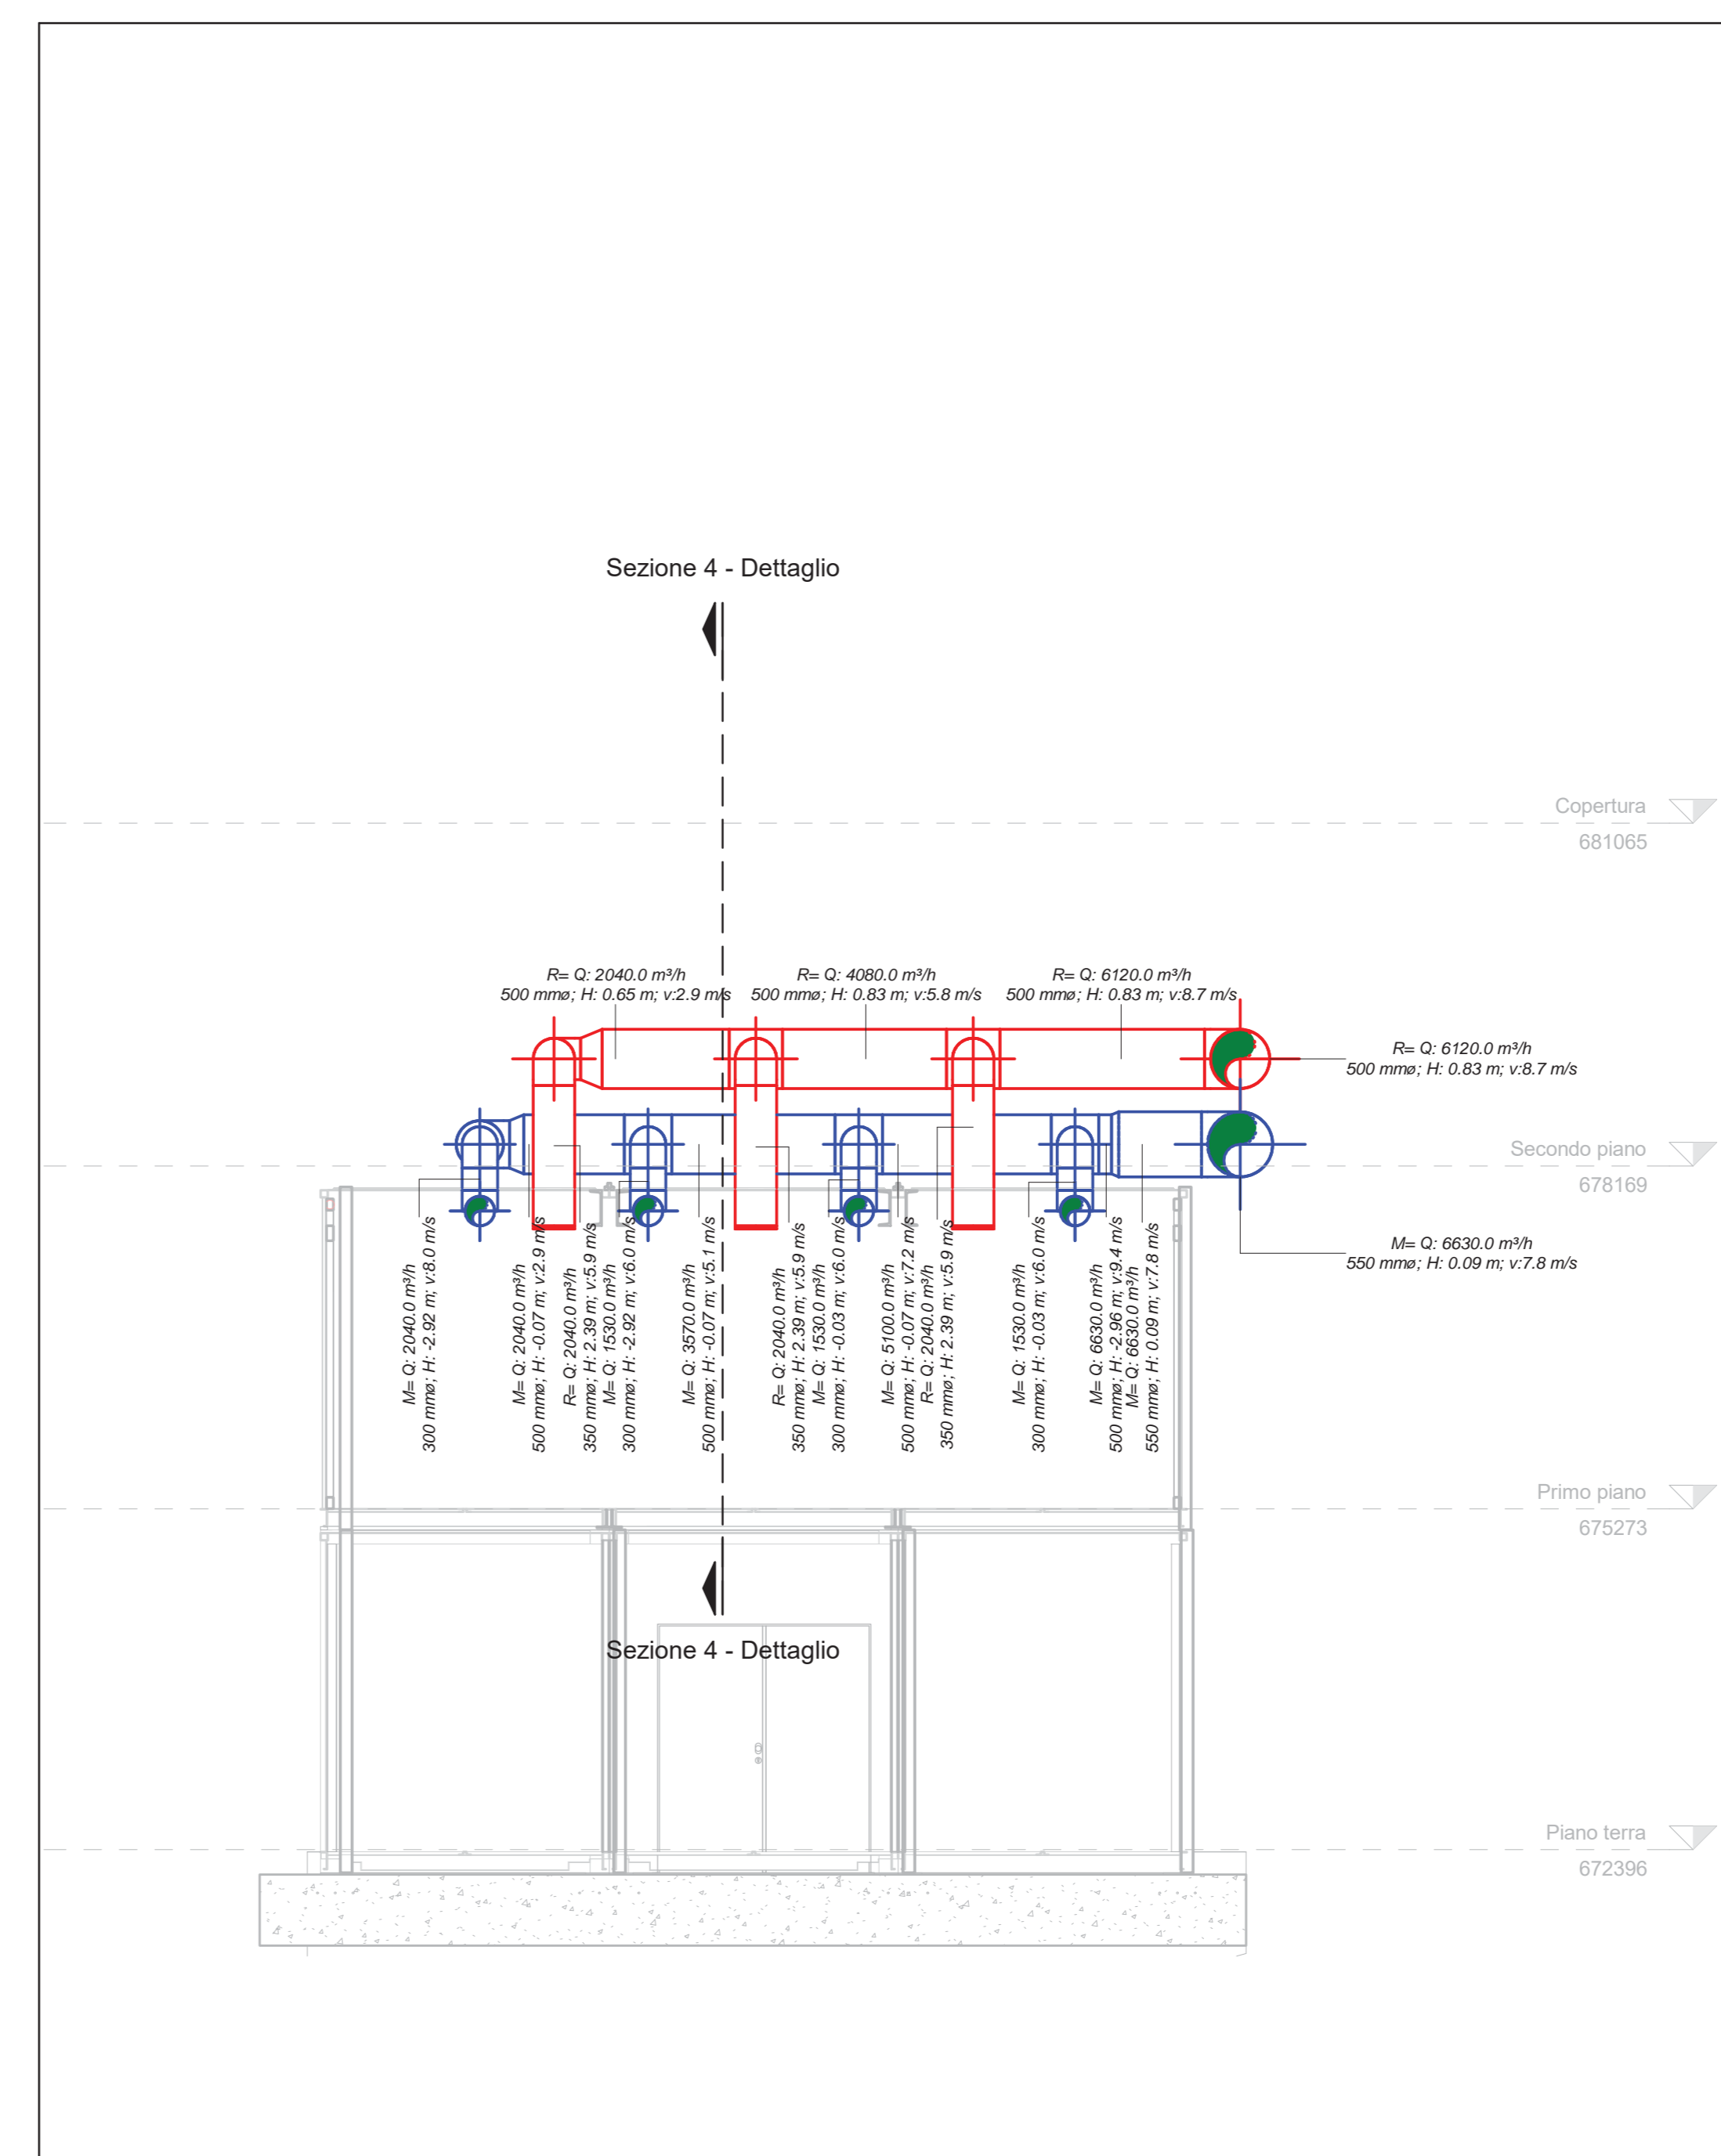 Sezione 4 - Dettaglio
Copertura
681065
R= Q: 2040.0 m³/h
500 mmø; H: 0.65 m; v:2.9 m/s
R= Q: 4080.0 m³/h
500 mmø; H: 0.83 m; v:5.8 m/s
R= Q: 6120.0 m³/h
500 mmø; H: 0.83 m; v:8.7 m/s
R= Q: 6120.0 m³/h
500 mmø; H: 0.83 m; v:8.7 m/s
Secondo piano
678169
M= Q: 6630.0 m³/h
550 mmø; H: 0.09 m; v:7.8 m/s
M= Q: 2040.0 m³/h
300 mmø; H: -2.92 m; v:8.0 m/s
M= Q: 2040.0 m³/h
500 mmø; H: -0.07 m; v:2.9 m/s
R= Q: 2040.0 m³/h
350 mmø; H: 2.39 m; v:5.9 m/s
M= Q: 1530.0 m³/h
300 mmø; H: -2.92 m; v:6.0 m/s
M= Q: 3570.0 m³/h
500 mmø; H: -0.07 m; v:5.1 m/s
R= Q: 2040.0 m³/h
350 mmø; H: 2.39 m; v:5.9 m/s
M= Q: 1530.0 m³/h
300 mmø; H: -0.03 m; v:6.0 m/s
M= Q: 5100.0 m³/h
500 mmø; H: -0.07 m; v:7.2 m/s
R= Q: 2040.0 m³/h
350 mmø; H: 2.39 m; v:5.9 m/s
M= Q: 1530.0 m³/h
300 mmø; H: -0.03 m; v:6.0 m/s
M= Q: 6630.0 m³/h
500 mmø; H: -2.96 m; v:9.4 m/s
M= Q: 6630.0 m³/h
550 mmø; H: 0.09 m; v:7.8 m/s
Primo piano
675273
Sezione 4 - Dettaglio
Piano terra
672396